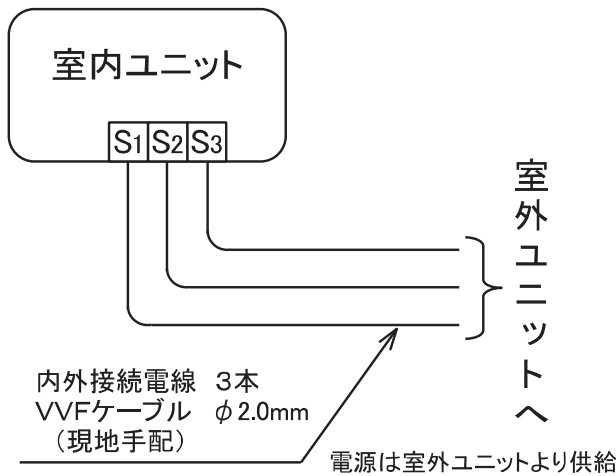 室内ユニット
S1 S2 S3
室外ユニットへ
内外接続電線 3本
VVFケーブル φ2.0mm
(現地手配)
電源は室外ユニットより供給